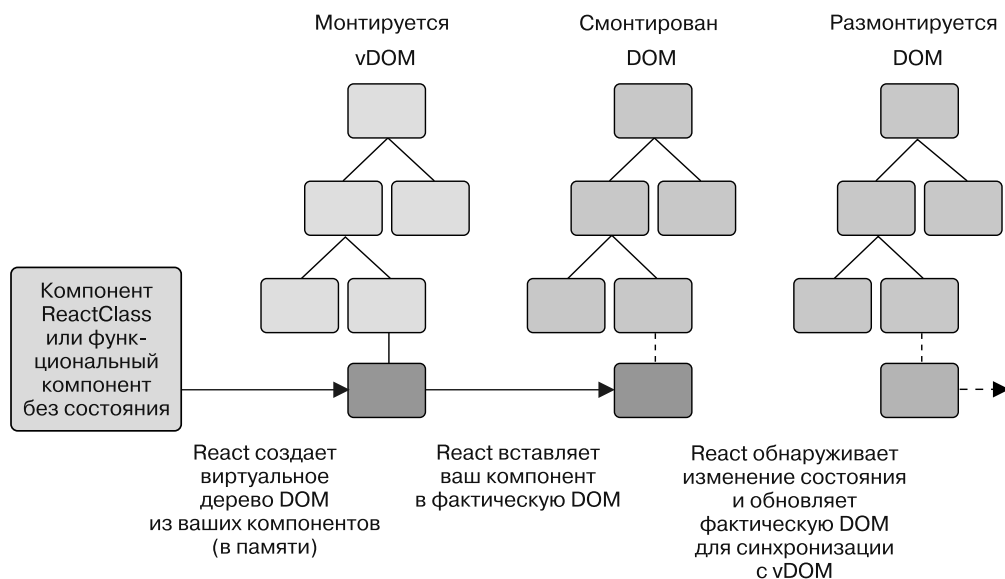 Монтируется
vDOM
Смонтирован
DOM
Размонтируется
DOM
Компонент
ReactClass
или функ-
циональный
компонент
без состояния
React создает
виртуальное
дерево DOM
из ваших компонентов
(в памяти)
React вставляет
ваш компонент
в фактическую DOM
React обнаруживает
изменение состояния
и обновляет
фактическую DOM
для синхронизации
с vDOM